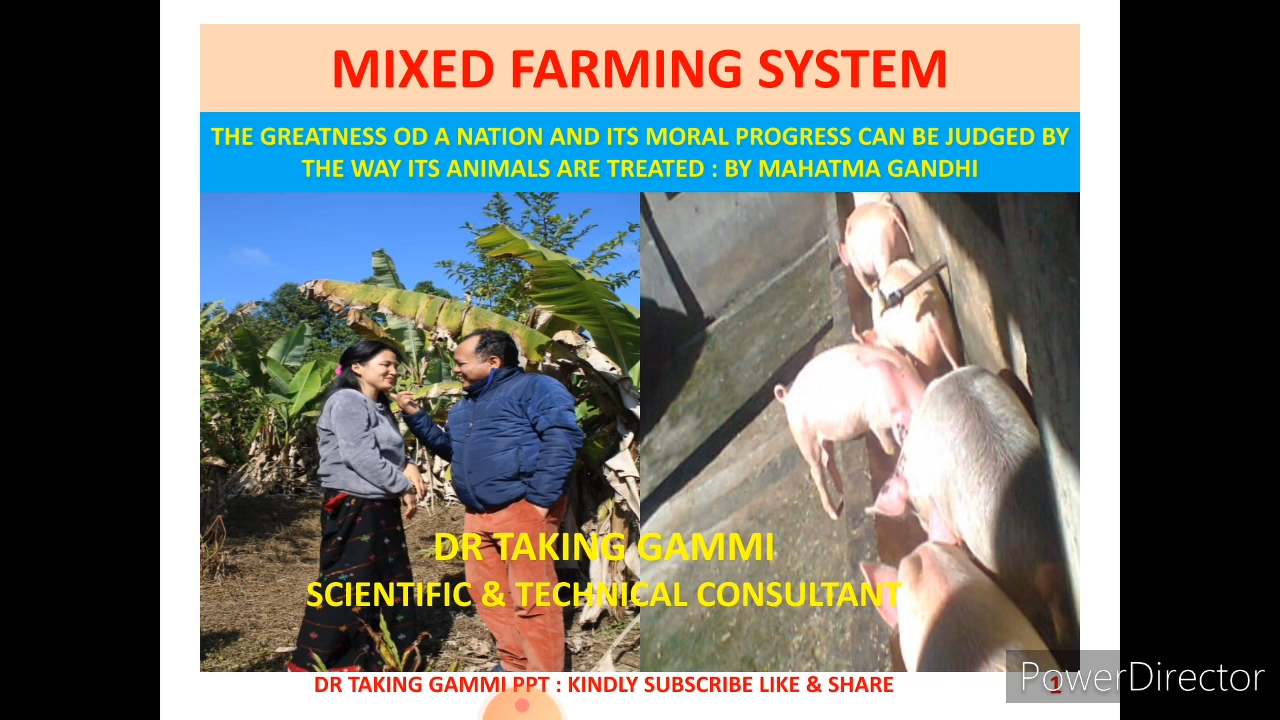 MIXED FARMING SYSTEM
THE GREATNESS OD A NATION AND ITS MORAL PROGRESS CAN BE JUDGED BY
THE WAY ITS ANIMALS ARE TREATED : BY MAHATMA GANDHI
DR TAKING GAMMI
SCIENTIFIC & TECHNICAL CONSULTANT
DR TAKING GAMMI PPT : KINDLY SUBSCRIBE LIKE & SHARE
1
PowerDirector